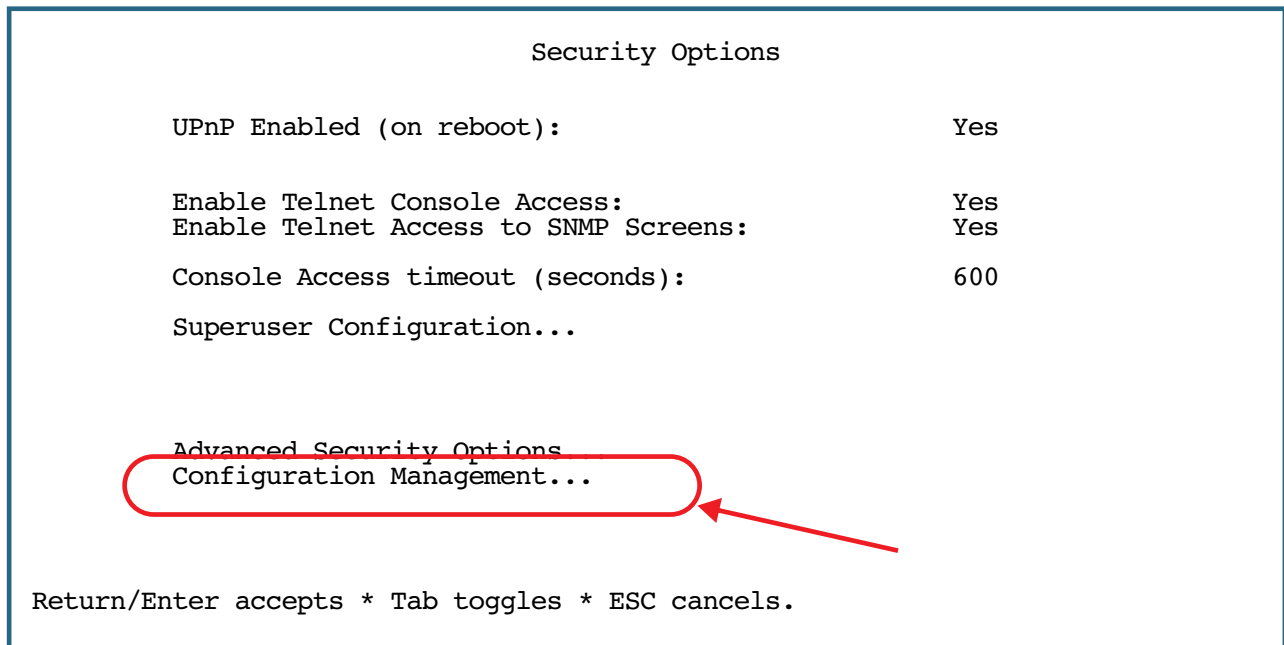 Security Options
UPnP Enabled (on reboot): Yes
Enable Telnet Console Access: Yes
Enable Telnet Access to SNMP Screens: Yes
Console Access timeout (seconds): 600
Superuser Configuration...
Advanced Security Options...
Configuration Management...
Return/Enter accepts * Tab toggles * ESC cancels.